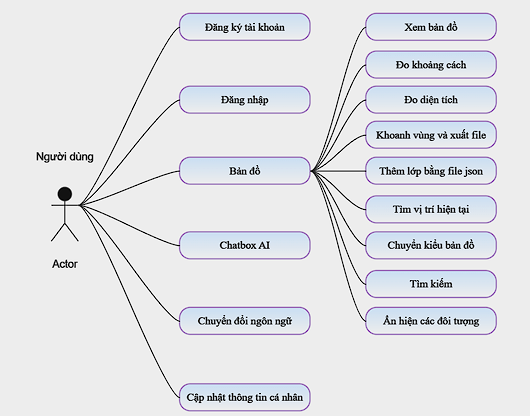 Người dùng
Actor
Đăng ký tài khoản
Đăng nhập
Bản đồ
Chatbox AI
Chuyển đổi ngôn ngữ
Cập nhật thông tin cá nhân
Xem bản đồ
Đo khoảng cách
Đo diện tích
Khoanh vùng và xuất file
Thêm lớp bằng file json
Tìm vị trí hiện tại
Chuyển kiểu bản đồ
Tìm kiếm
Ẩn hiện các đôi tượng